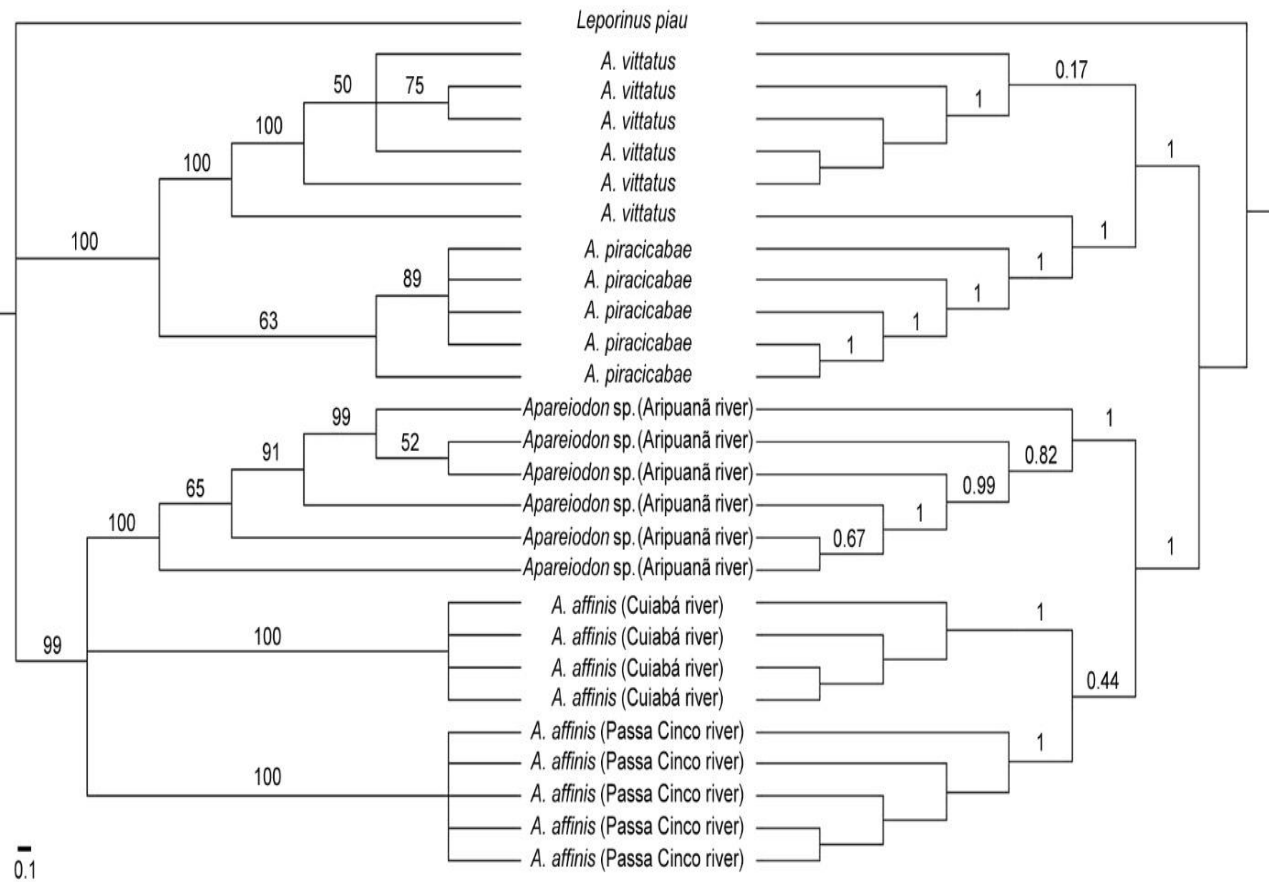 Leporinus piau
A. vittatus
0.17
50
75
A. vittatus
1
A. vittatus
100
A. vittatus
1
100
A. vittatus
A. vittatus
1
100
A. piracicabae
89
A. piracicabae
1
A. piracicabae
1
63
1
A. piracicabae
1
A. piracicabae
Apareiodon sp. (Aripuanã river)
99
1
52
Apareiodon sp. (Aripuanã river)
0.82
91
Apareiodon sp. (Aripuanã river)
0.99
65
Apareiodon sp. (Aripuanã river)
1
100
Apareiodon sp. (Aripuanã river)
0.67
1
Apareiodon sp. (Aripuanã river)
A. affinis (Cuiabá river)
1
100
A. affinis (Cuiabá river)
99
A. affinis (Cuiabá river)
0.44
A. affinis (Cuiabá river)
A. affinis (Passa Cinco river)
1
A. affinis (Passa Cinco river)
100
A. affinis (Passa Cinco river)
A. affinis (Passa Cinco river)
A. affinis (Passa Cinco river)
0.1